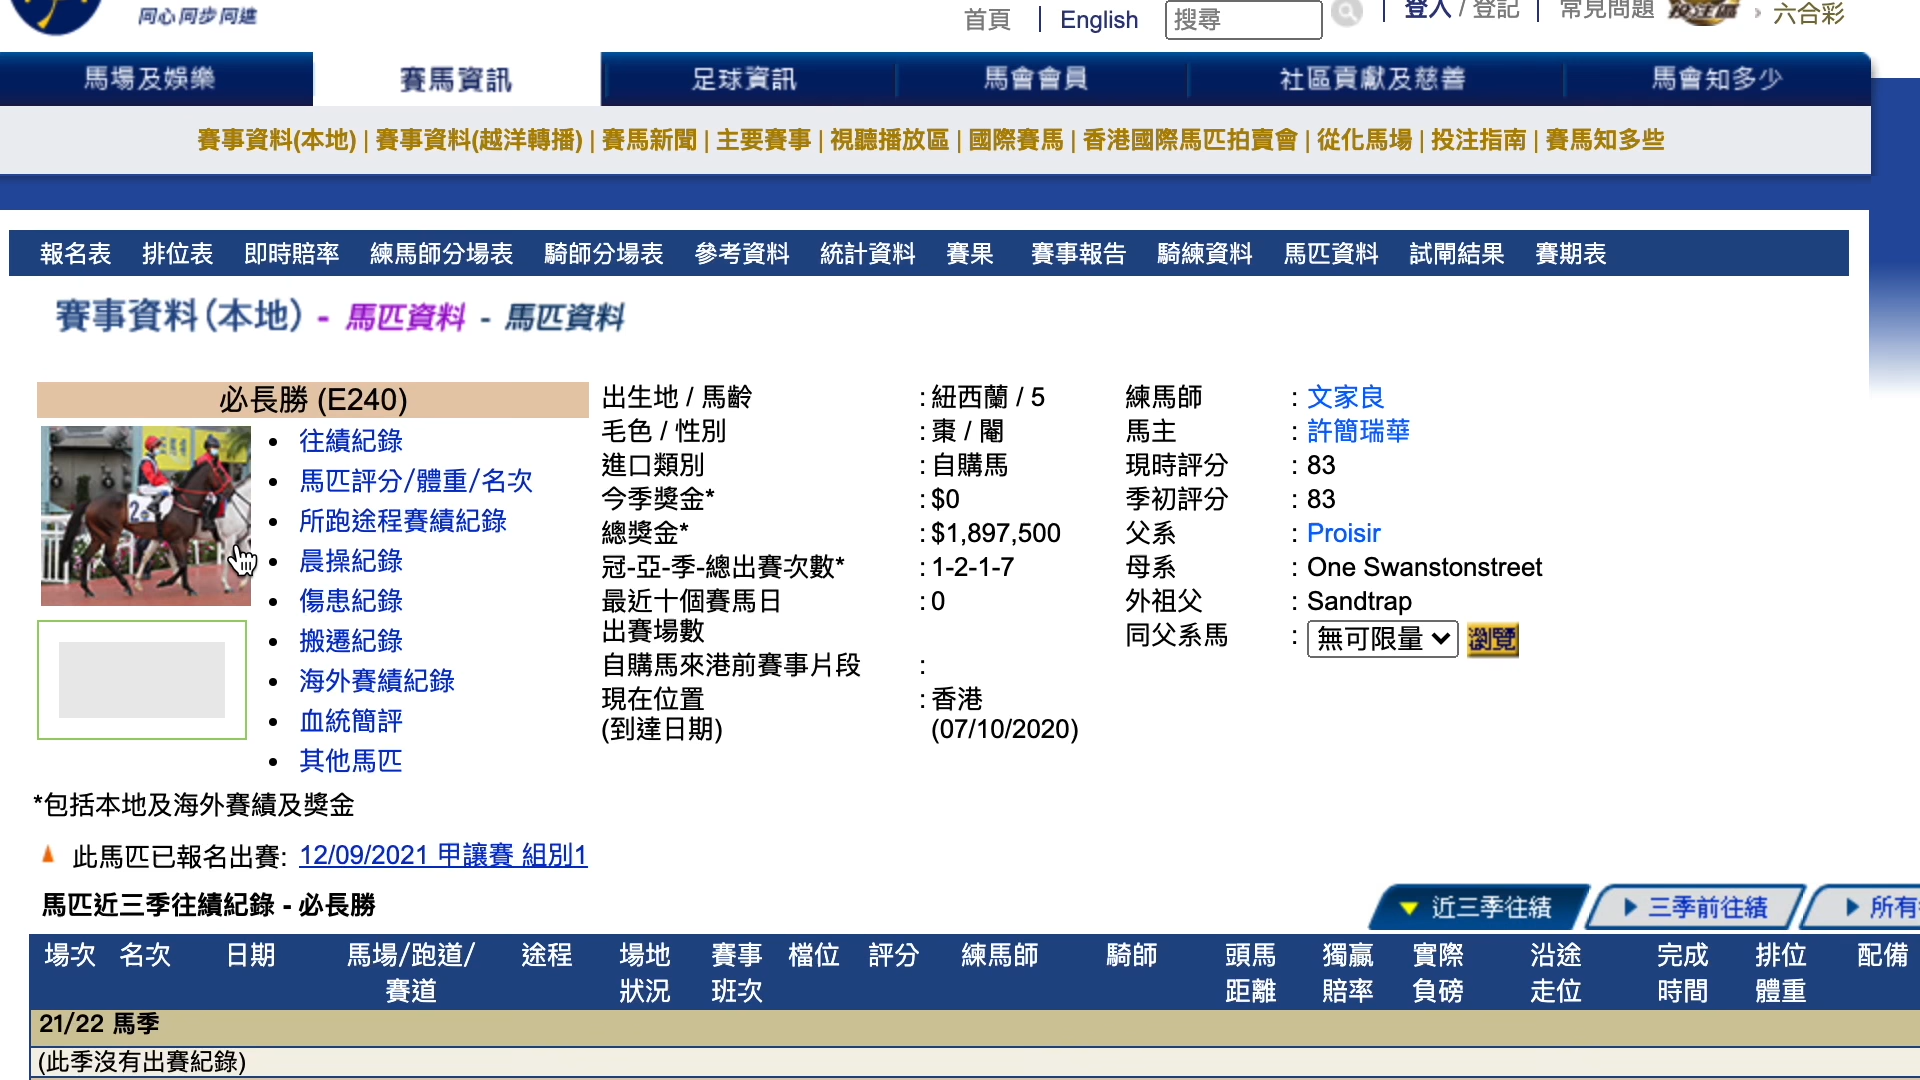 同心同步同進
首頁 | English 搜尋 | 登入 / 登記 | 常見問題 投注區 › 六合彩
馬場及娛樂 賽馬資訊 足球資訊 馬會會員 社區貢獻及慈善 馬會知多少
賽事資料(本地) | 賽事資料(越洋轉播) | 賽馬新聞 | 主要賽事 | 視聽播放區 | 國際賽馬 | 香港國際馬匹拍賣會 | 從化馬場 | 投注指南 | 賽馬知多些
報名表 排位表 即時賠率 練馬師分場表 騎師分場表 參考資料 統計資料 賽果 賽事報告 騎練資料 馬匹資料 試閘結果 賽期表
賽事資料(本地) - 馬匹資料 - 馬匹資料
必長勝 (E240)
往績紀錄
馬匹評分/體重/名次
所跑途程賽績紀錄
晨操紀錄
傷患紀錄
搬遷紀錄
海外賽績紀錄
血統簡評
其他馬匹
2
出生地 / 馬齡 : 紐西蘭 / 5
毛色 / 性別 : 棗 / 閹
進口類別 : 自購馬
今季獎金* : $0
總獎金* : $1,897,500
冠-亞-季-總出賽次數* : 1-2-1-7
最近十個賽馬日 : 0
出賽場數
自購馬來港前賽事片段 :
現在位置 : 香港
(到達日期) (07/10/2020)
練馬師 : 文家良
馬主 : 許簡瑞華
現時評分 : 83
季初評分 : 83
父系 : Proisir
母系 : One Swanstonstreet
外祖父 : Sandtrap
同父系馬 : 無可限量 瀏覽
*包括本地及海外賽績及獎金
此馬匹已報名出賽: 12/09/2021 甲讓賽 組別1
馬匹近三季往績紀錄 - 必長勝
近三季往績 三季前往績 所有
場次 名次 日期 馬場/跑道/ 途程 場地 賽事 檔位 評分 練馬師 騎師 頭馬 獨贏 實際 沿途 完成 排位 配備
賽道 狀況 班次 距離 賠率 負磅 走位 時間 體重
21/22 馬季
(此季沒有出賽紀錄)